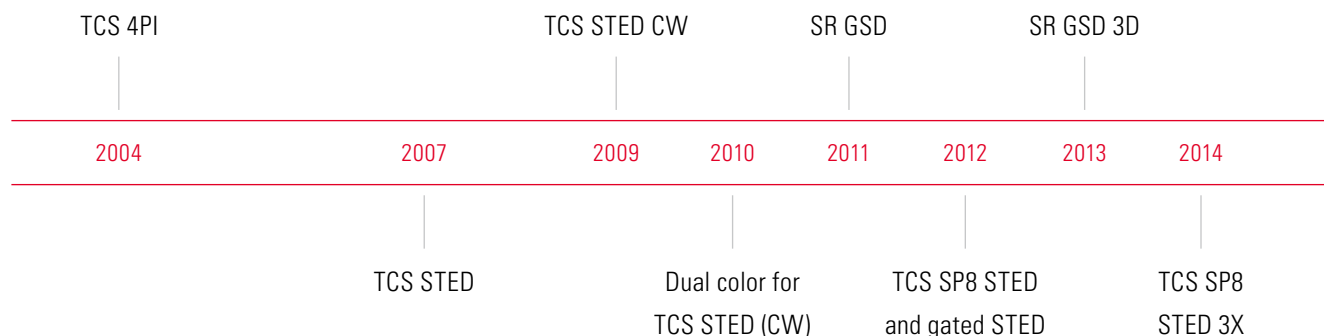 TCS 4PI
TCS STED CW
SR GSD
SR GSD 3D
2004
2007
2009
2010
2011
2012
2013
2014
TCS STED
Dual color for
TCS STED (CW)
TCS SP8 STED
and gated STED
TCS SP8
STED 3X